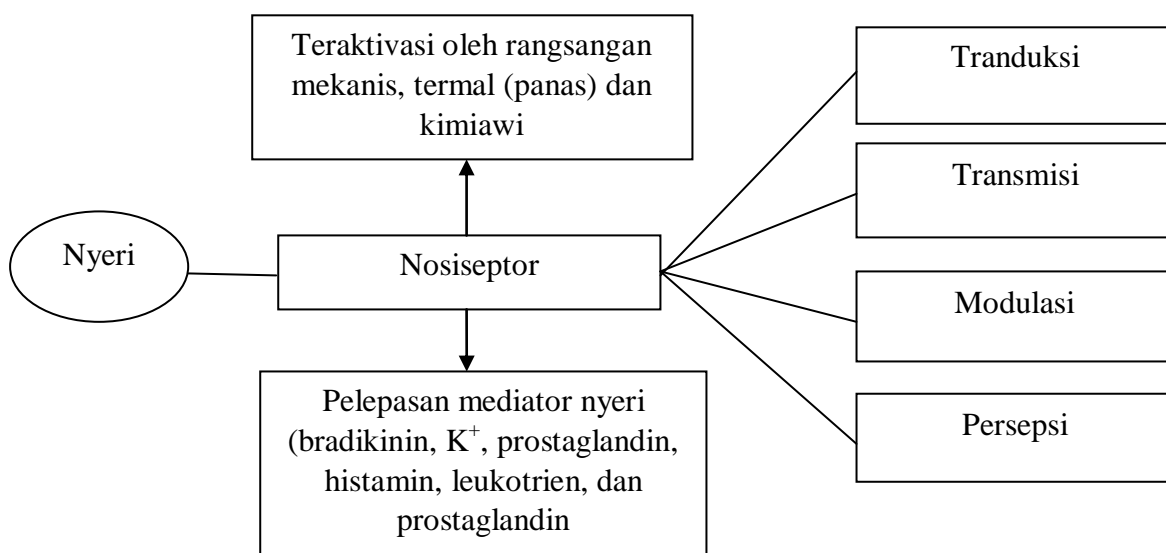 Teraktivasi oleh rangsangan
mekanis, termal (panas) dan
kimiawi
Nyeri
Nosiseptor
Pelepasan mediator nyeri
(bradikinin, K⁺, prostaglandin,
histamin, leukotrien, dan
prostaglandin
Tranduksi
Transmisi
Modulasi
Persepsi